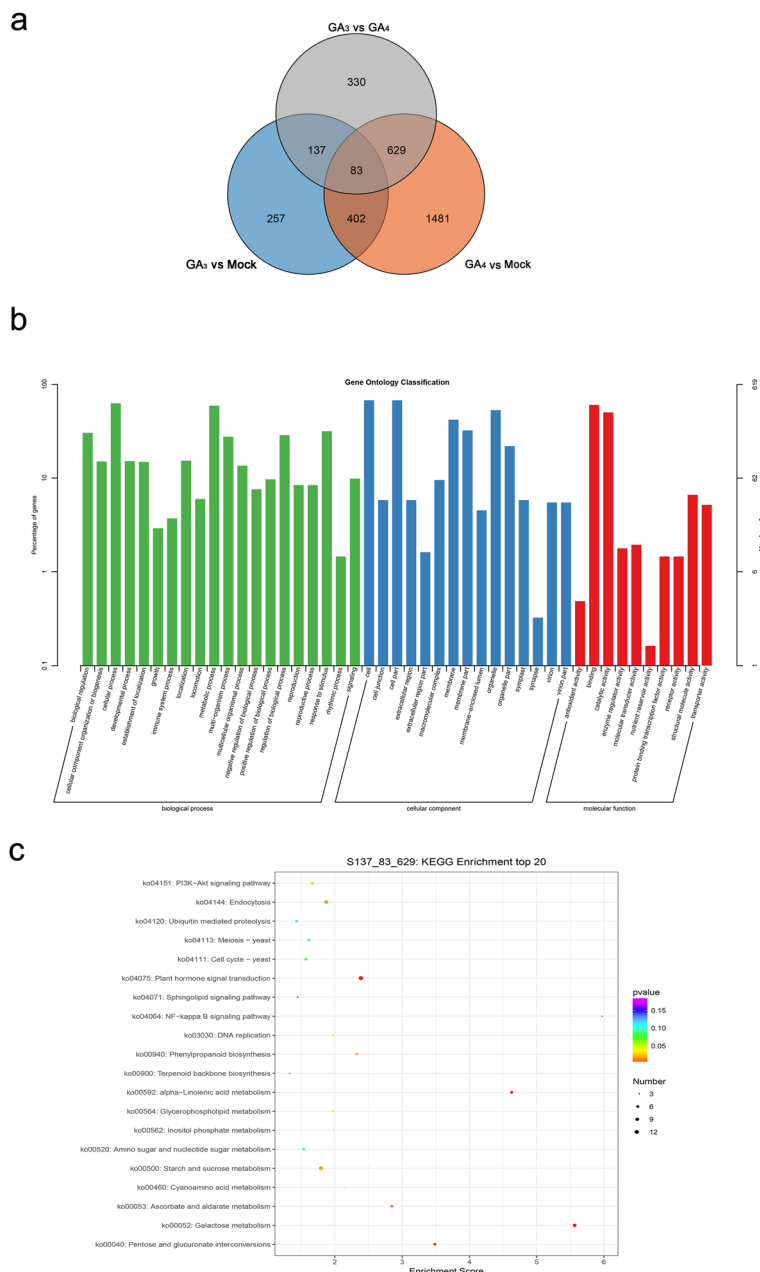 a
GA₃ vs GA₄
330
137
629
83
257
402
1481
GA₃ vs Mock
GA₄ vs Mock
b
Gene Ontology Classification
Percentage of genes
100
10
1
0.1
619
62
6
1
biological regulation
cellular component organization or biogenesis
cellular process
developmental process
establishment of localization
growth
immune system process
localization
locomotion
metabolic process
multi-organism process
multicellular organismal process
negative regulation of biological process
positive regulation of biological process
regulation of biological process
reproduction
reproductive process
response to stimulus
rhythmic process
signaling
cell
cell junction
cell part
extracellular region
extracellular region part
macromolecular complex
membrane
membrane part
membrane-enclosed lumen
organelle
organelle part
symplast
synapse
virion
virion part
antioxidant activity
binding
catalytic activity
enzyme regulator activity
molecular transducer activity
nutrient reservoir activity
protein binding transcription factor activity
receptor activity
structural molecule activity
transporter activity
biological process
cellular component
molecular function
c
S137_83_629: KEGG Enrichment top 20
ko04151: PI3K−Akt signaling pathway
ko04144: Endocytosis
ko04120: Ubiquitin mediated proteolysis
ko04113: Meiosis − yeast
ko04111: Cell cycle − yeast
ko04075: Plant hormone signal transduction
ko04071: Sphingolipid signaling pathway
ko04064: NF−kappa B signaling pathway
ko03030: DNA replication
ko00940: Phenylpropanoid biosynthesis
ko00900: Terpenoid backbone biosynthesis
ko00592: alpha−Linolenic acid metabolism
ko00564: Glycerophospholipid metabolism
ko00562: Inositol phosphate metabolism
ko00520: Amino sugar and nucleotide sugar metabolism
ko00500: Starch and sucrose metabolism
ko00460: Cyanoamino acid metabolism
ko00053: Ascorbate and aldarate metabolism
ko00052: Galactose metabolism
ko00040: Pentose and glucuronate interconversions
2
3
4
5
6
Enrichment Score
pvalue
0.15
0.10
0.05
Number
3
6
9
12